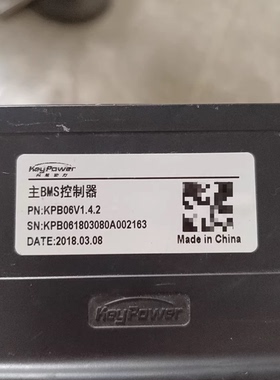 KeyPower
主BMS控制器
PN:KPB06V1.4.2
SN:KPB061803080A002163
DATE:2018.03.08
Made in China
KeyPower